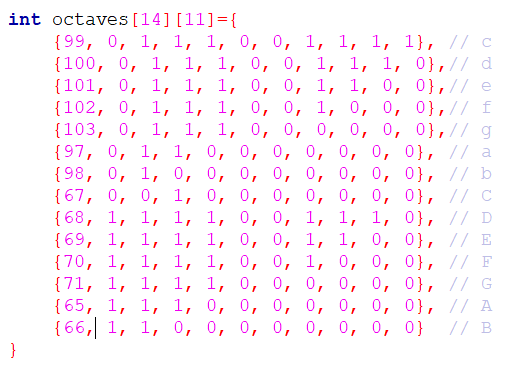 int octaves[14][11]={
{99, 0, 1, 1, 1, 0, 0, 1, 1, 1, 1}, // c
{100, 0, 1, 1, 1, 0, 0, 1, 1, 1, 0},// d
{101, 0, 1, 1, 1, 0, 0, 1, 1, 0, 0},// e
{102, 0, 1, 1, 1, 0, 0, 1, 0, 0, 0},// f
{103, 0, 1, 1, 1, 0, 0, 0, 0, 0, 0},// g
{97, 0, 1, 1, 0, 0, 0, 0, 0, 0, 0}, // a
{98, 0, 1, 0, 0, 0, 0, 0, 0, 0, 0}, // b
{67, 0, 0, 1, 0, 0, 0, 0, 0, 0, 0}, // C
{68, 1, 1, 1, 1, 0, 0, 1, 1, 1, 0}, // D
{69, 1, 1, 1, 1, 0, 0, 1, 1, 0, 0}, // E
{70, 1, 1, 1, 1, 0, 0, 1, 0, 0, 0}, // F
{71, 1, 1, 1, 1, 0, 0, 0, 0, 0, 0}, // G
{65, 1, 1, 1, 0, 0, 0, 0, 0, 0, 0}, // A
{66, 1, 1, 0, 0, 0, 0, 0, 0, 0, 0} // B
}